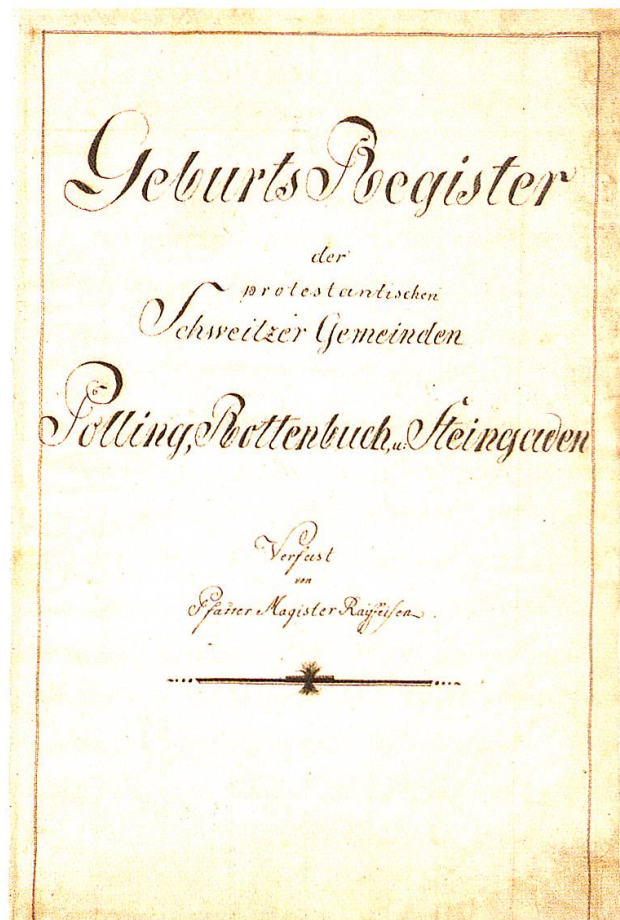 Geburts Register
der
protestantischen
Schweitzer Gemeinden
Polling, Rottenbuch, u: Steingaden
Verfast
von
Pfarrer Magister Raiffeisen.